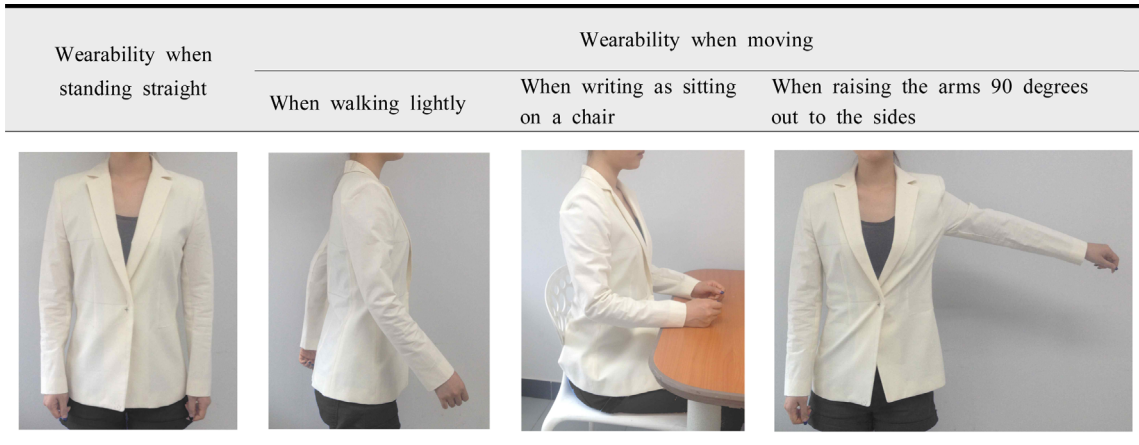 Wearability when
standing straight
Wearability when moving
When walking lightly
When writing as sitting
on a chair
When raising the arms 90 degrees
out to the sides